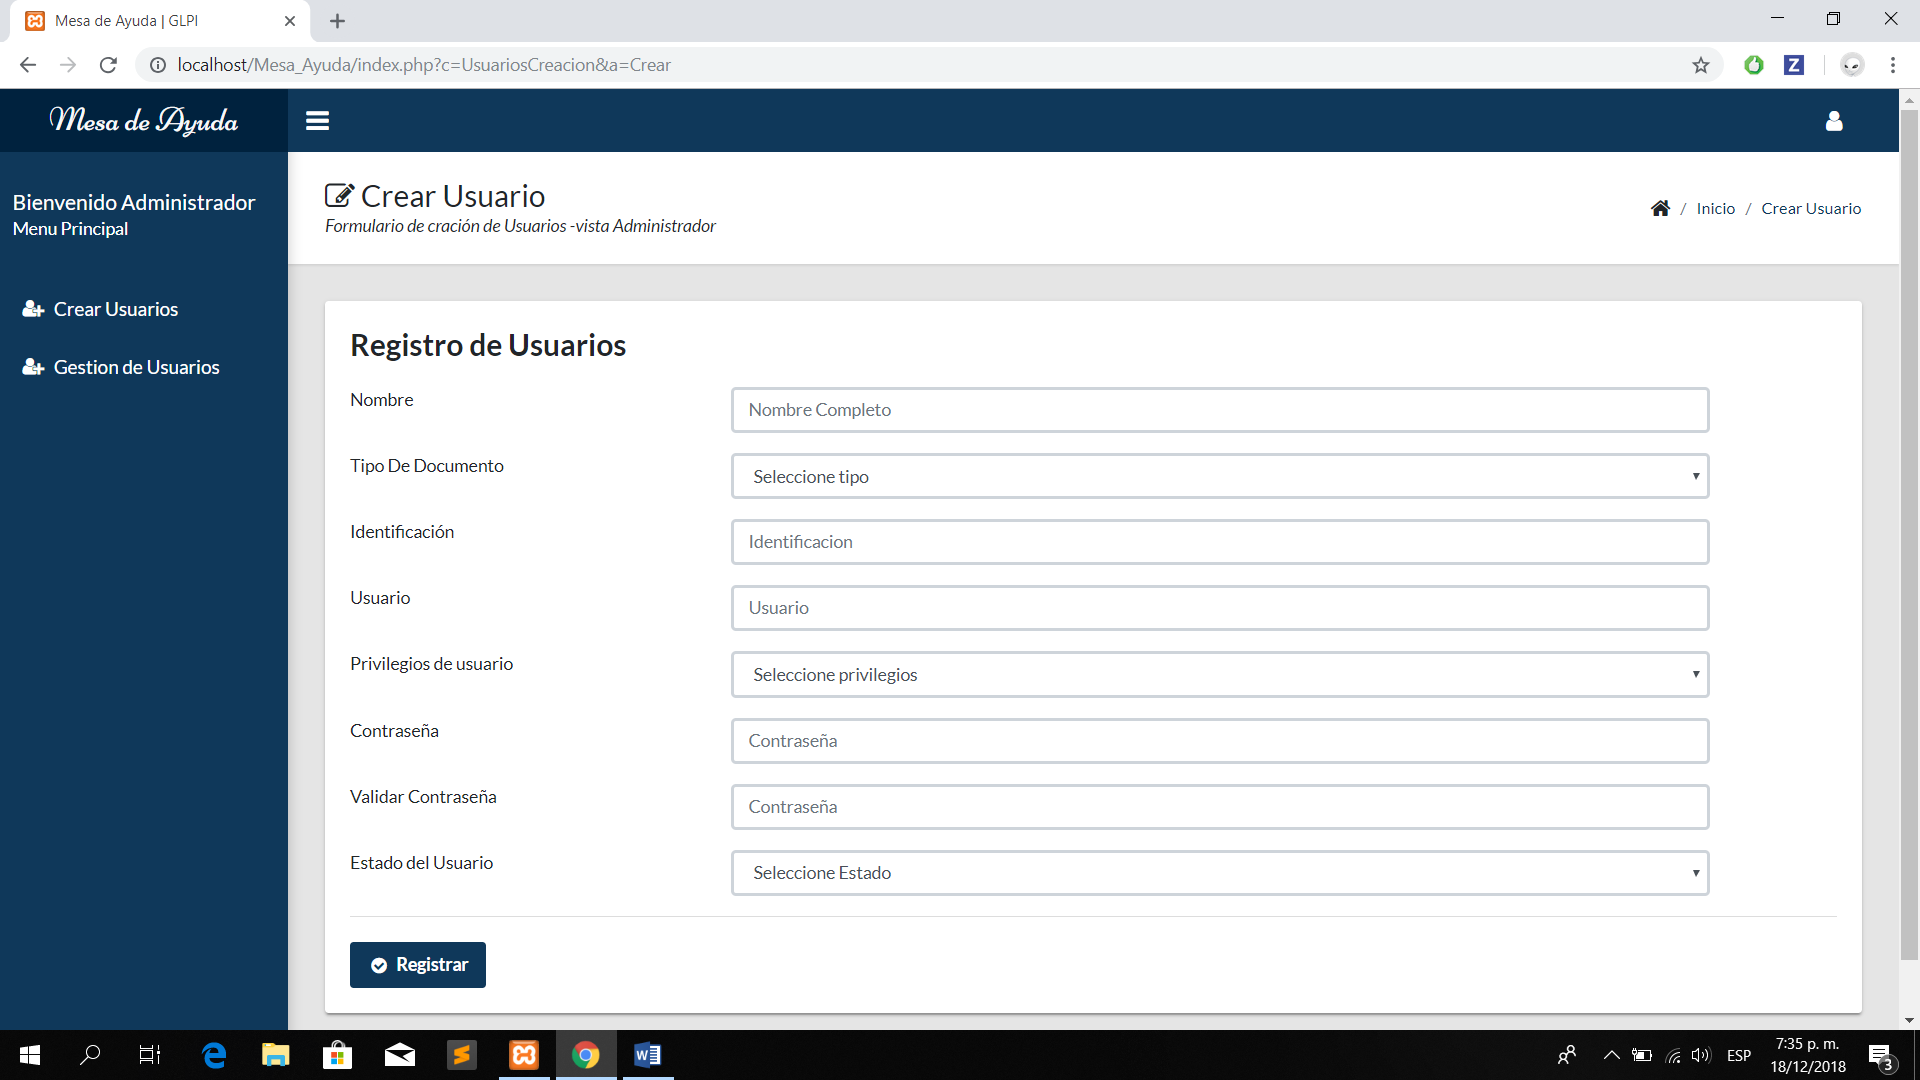 Mesa de Ayuda | GLPI
localhost/Mesa_Ayuda/index.php?c=UsuariosCreacion&a=Crear
Z
Mesa de Ayuda
Bienvenido Administrador
Menu Principal
Crear Usuarios
Gestion de Usuarios
Crear Usuario
Formulario de cración de Usuarios -vista Administrador
/ Inicio / Crear Usuario
Registro de Usuarios
Nombre
Nombre Completo
Tipo De Documento
Seleccione tipo
Identificación
Identificacion
Usuario
Usuario
Privilegios de usuario
Seleccione privilegios
Contraseña
Contraseña
Validar Contraseña
Contraseña
Estado del Usuario
Seleccione Estado
Registrar
ESP
7:35 p. m.
18/12/2018
3